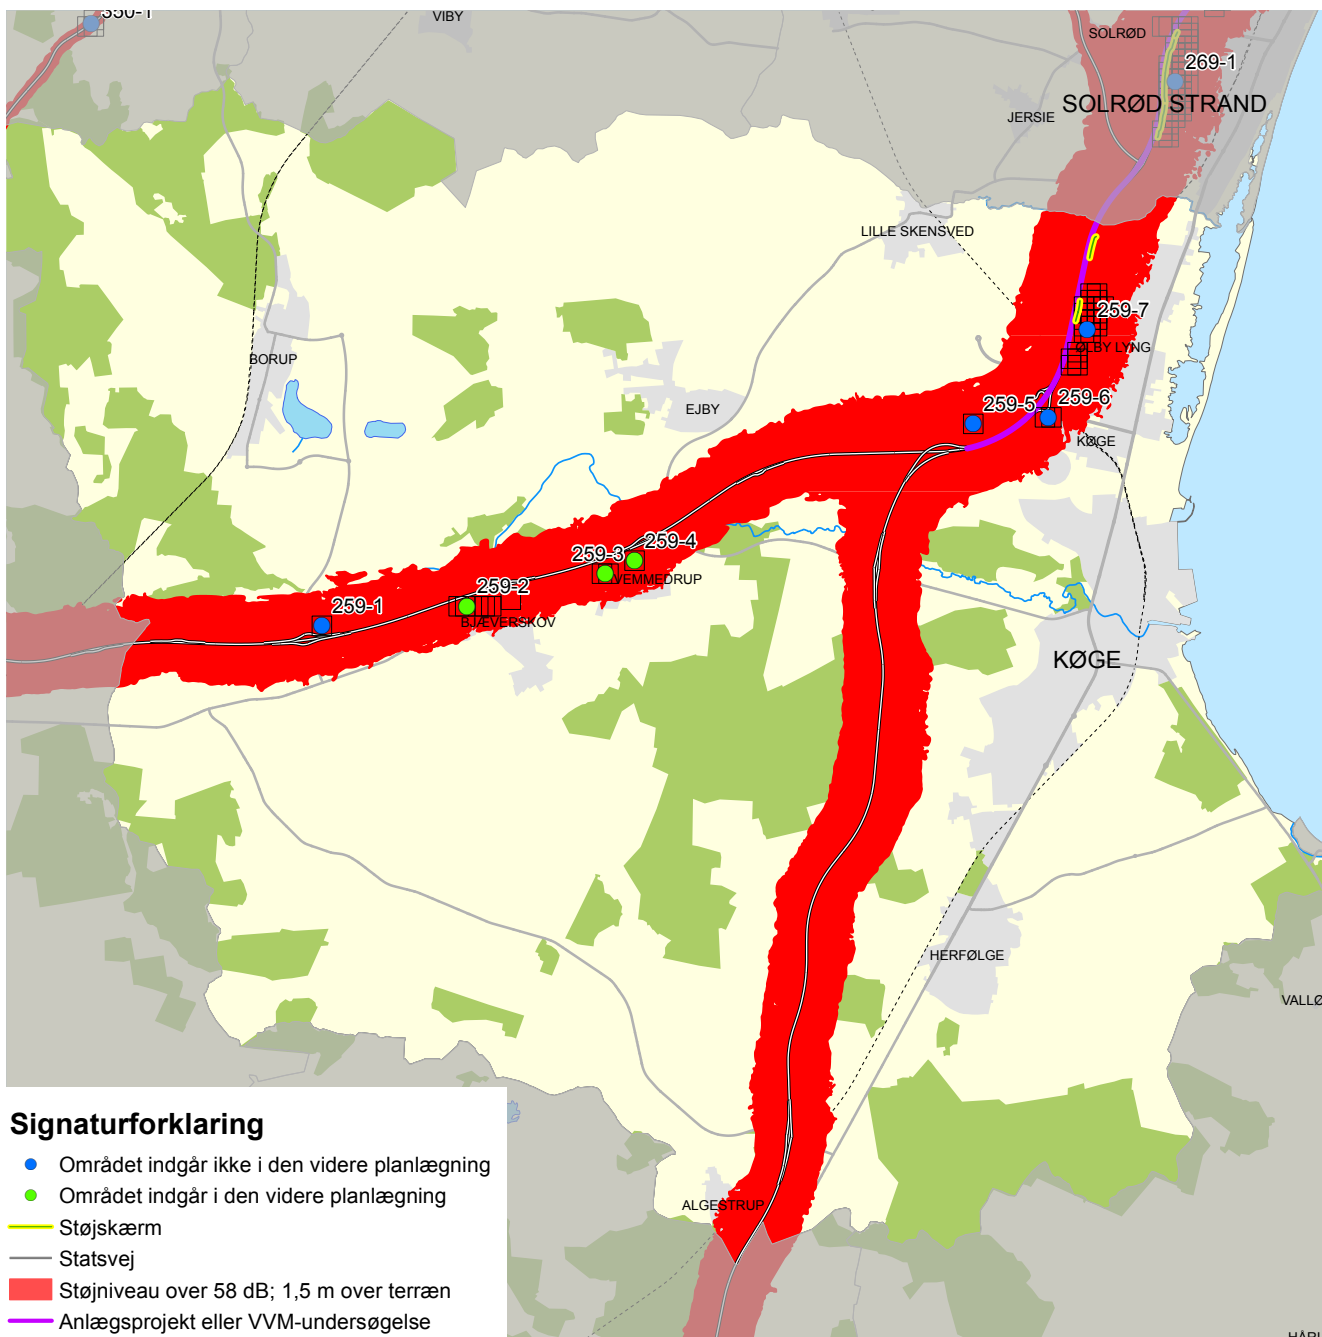 350-1
VIBY
SOLRØD
269-1
SOLRØD STRAND
JERSIE
LILLE SKENSVED
259-7
ØLBY LYNG
BORUP
EJBY
259-5
259-6
KØGE
259-4
259-3
VEMMEDRUP
259-2
259-1
BJÆVERSKOV
KØGE
HERFØLGE
VALLØ
ALGESTRUP
Signaturforklaring
Området indgår ikke i den videre planlægning
Området indgår i den videre planlægning
Støjskærm
Statsvej
Støjniveau over 58 dB; 1,5 m over terræn
Anlægsprojekt eller VVM-undersøgelse